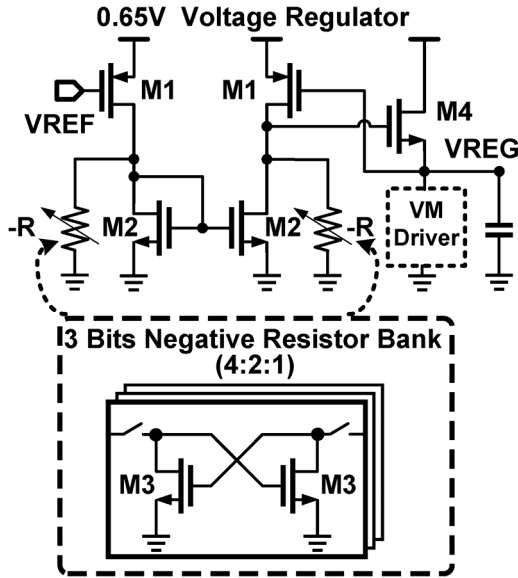 0.65V Voltage Regulator
M1
M1
M4
VREF
VREG
-R
M2
M2
-R
VM
Driver
3 Bits Negative Resistor Bank
(4:2:1)
M3
M3